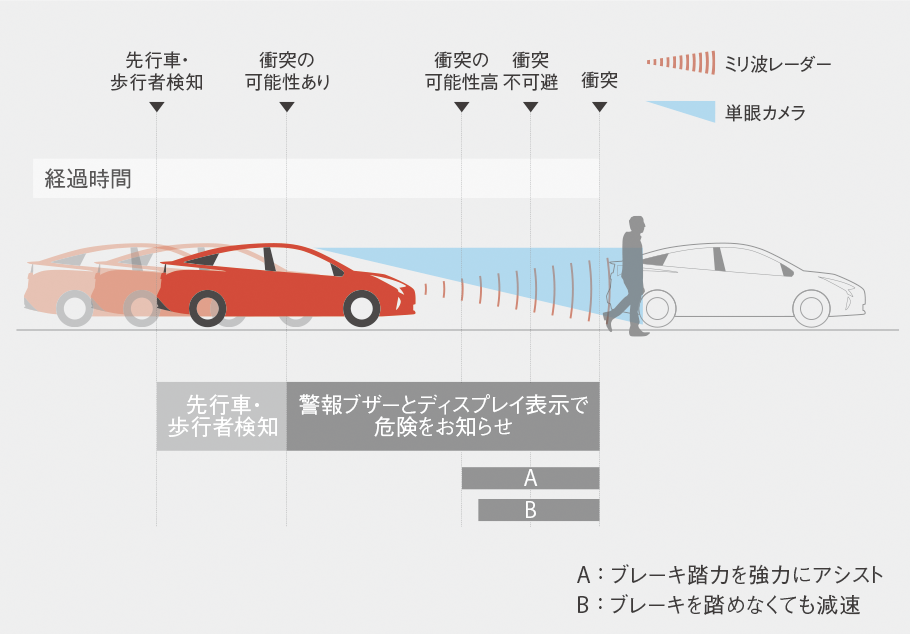 先行車・
歩行者検知
衝突の
可能性あり
衝突の
可能性高
衝突
不可避
衝突
ミリ波レーダー
単眼カメラ
経過時間
先行車・
歩行者検知
警報ブザーとディスプレイ表示で
危険をお知らせ
A
B
A：ブレーキ踏力を強力にアシスト
B：ブレーキを踏めなくても減速